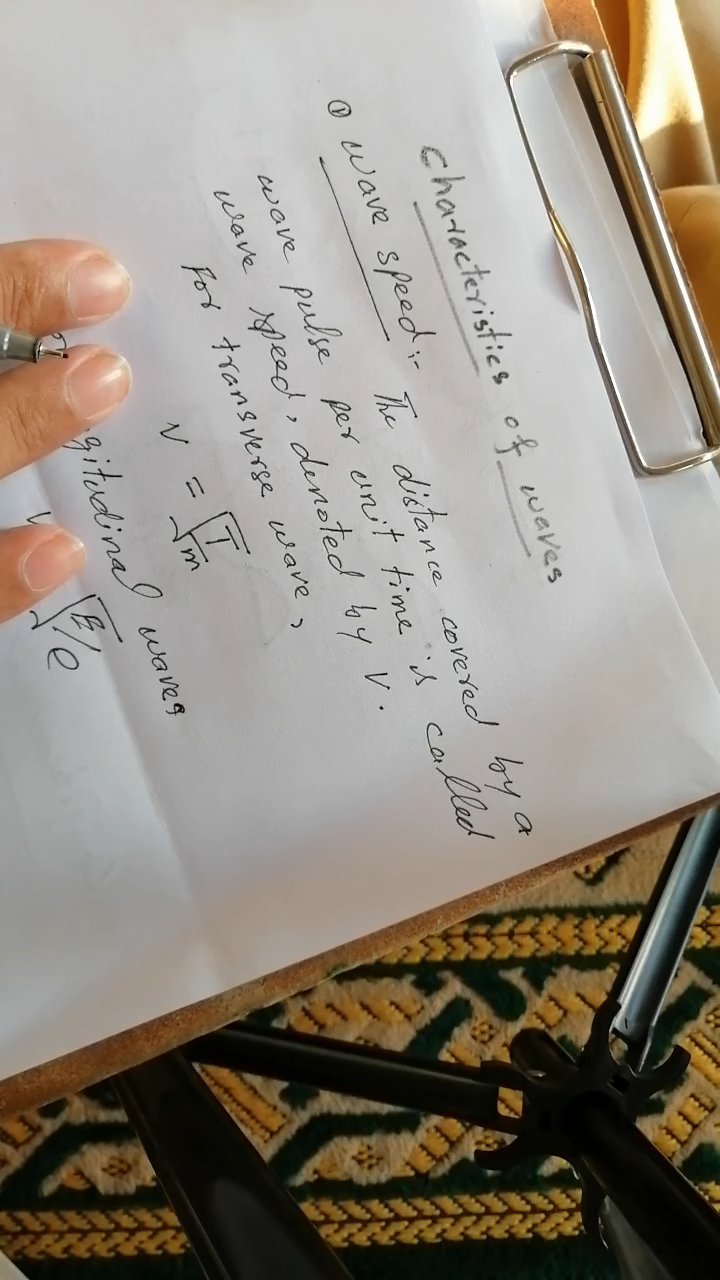 Characteristics of waves
① Wave speed:- The distance covered by a
wave pulse per unit time is called
wave speed, denoted by V.
For transverse wave,
v = √T/m
gitudinal waves
√E/ρ